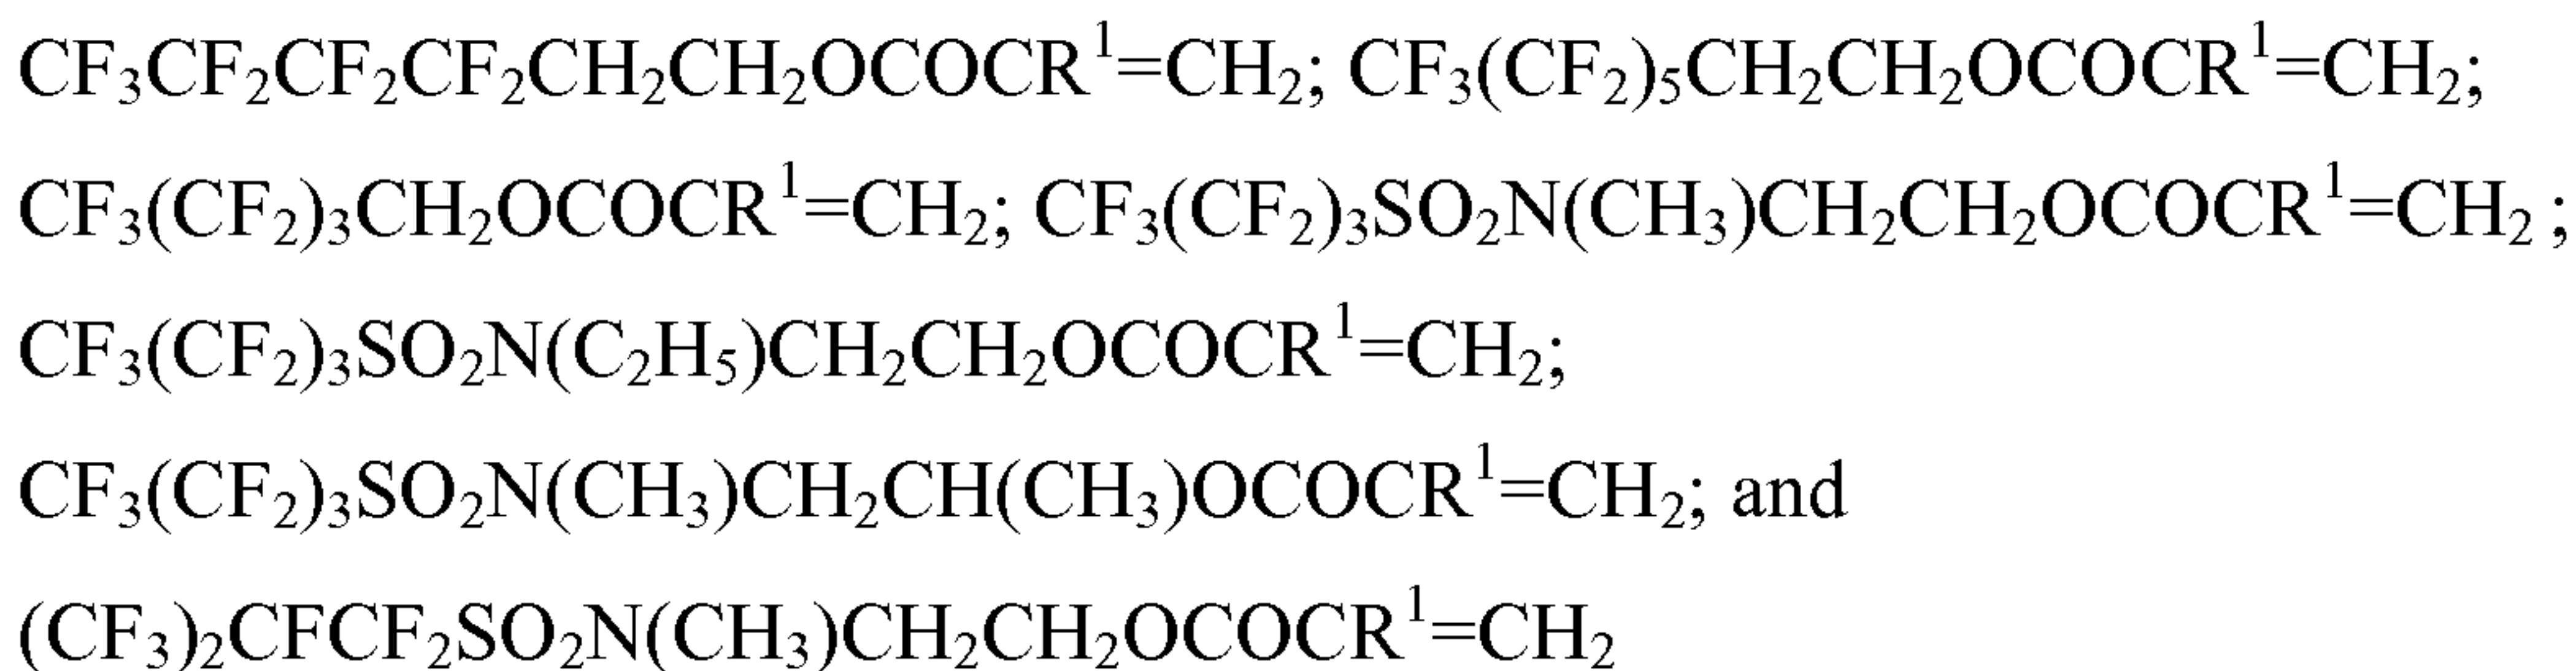 CF₃CF₂CF₂CF₂CH₂CH₂OCOCR¹=CH₂; CF₃(CF₂)₅CH₂CH₂OCOCR¹=CH₂;
CF₃(CF₂)₃CH₂OCOCR¹=CH₂; CF₃(CF₂)₃SO₂N(CH₃)CH₂CH₂OCOCR¹=CH₂ ;
CF₃(CF₂)₃SO₂N(C₂H₅)CH₂CH₂OCOCR¹=CH₂;
CF₃(CF₂)₃SO₂N(CH₃)CH₂CH(CH₃)OCOCR¹=CH₂; and
(CF₃)₂CFCF₂SO₂N(CH₃)CH₂CH₂OCOCR¹=CH₂